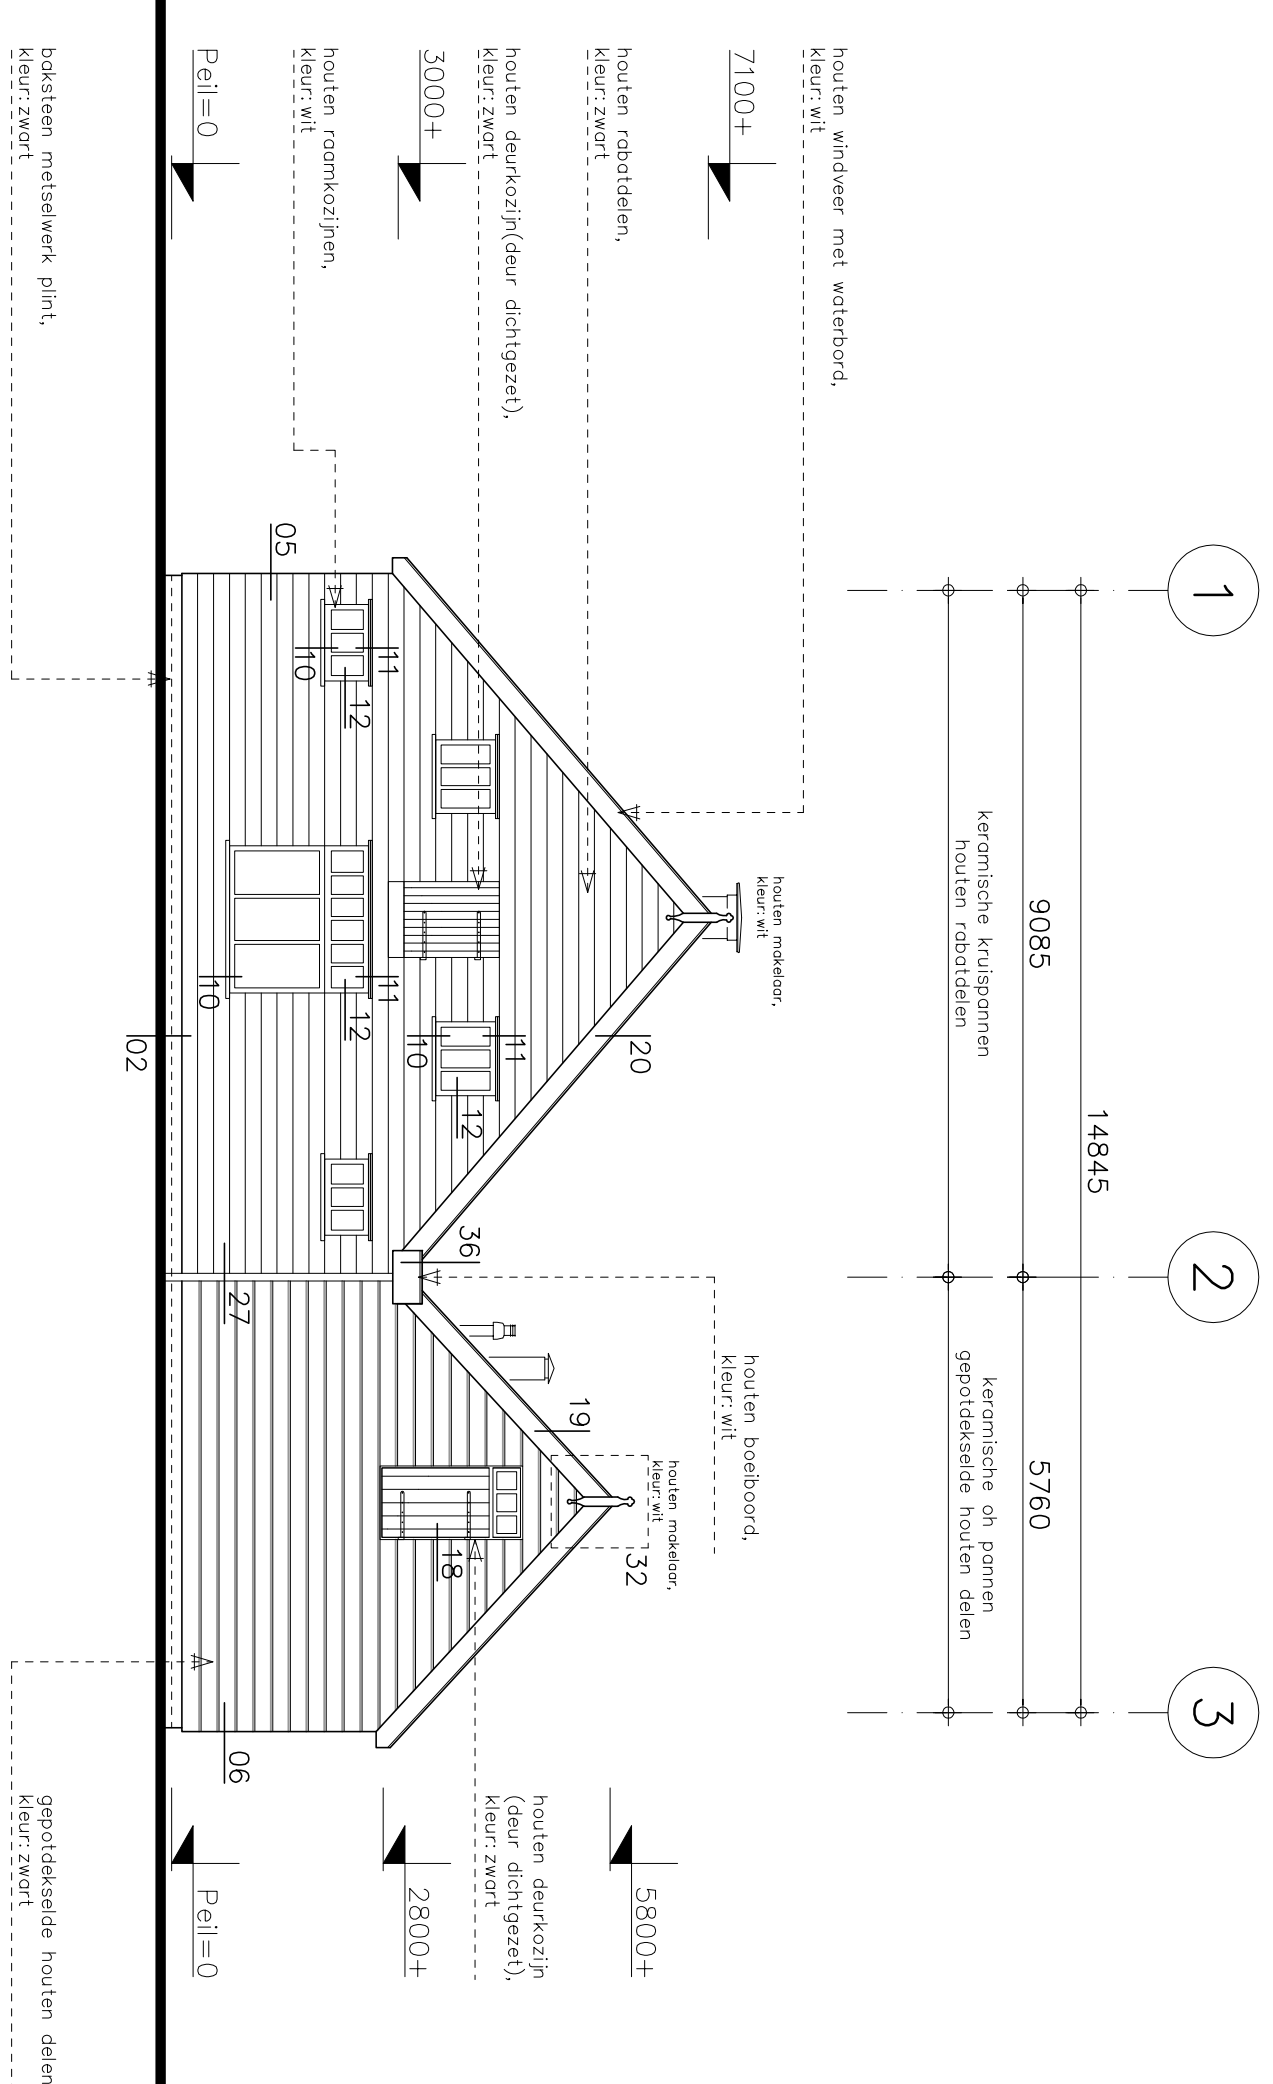 1
2
3
14845
9085
5760
keramische kruispannen
houten rabatdelen
keramische oh pannen
gepotdekselde houten delen
houten windveer met waterbord,
kleur: wit
7100+
houten rabatdelen,
kleur: zwart
houten deurkozijn(deur dichtgezet),
kleur: zwart
3000+
houten raamkozijnen,
kleur: wit
Peil=0
baksteen metselwerk plint,
kleur: zwart
houten makelaar,
kleur: wit
houten boeiboord,
kleur: wit
houten makelaar,
kleur: wit
32
20
19
36
11
10
12
11
10
12
11
10
12
18
05
02
27
06
5800+
houten deurkozijn
(deur dichtgezet),
kleur: zwart
2800+
Peil=0
gepotdekselde houten delen
kleur: zwart